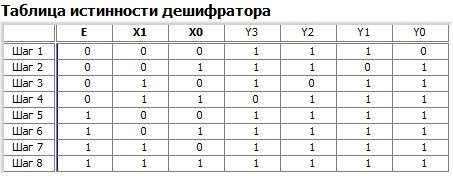 Таблица истинности дешифратора
E X1 X0 Y3 Y2 Y1 Y0
Шаг 1 0 0 0 1 1 1 0
Шаг 2 0 0 1 1 1 0 1
Шаг 3 0 1 0 1 0 1 1
Шаг 4 0 1 1 0 1 1 1
Шаг 5 1 0 0 1 1 1 1
Шаг 6 1 0 1 1 1 1 1
Шаг 7 1 1 0 1 1 1 1
Шаг 8 1 1 1 1 1 1 1